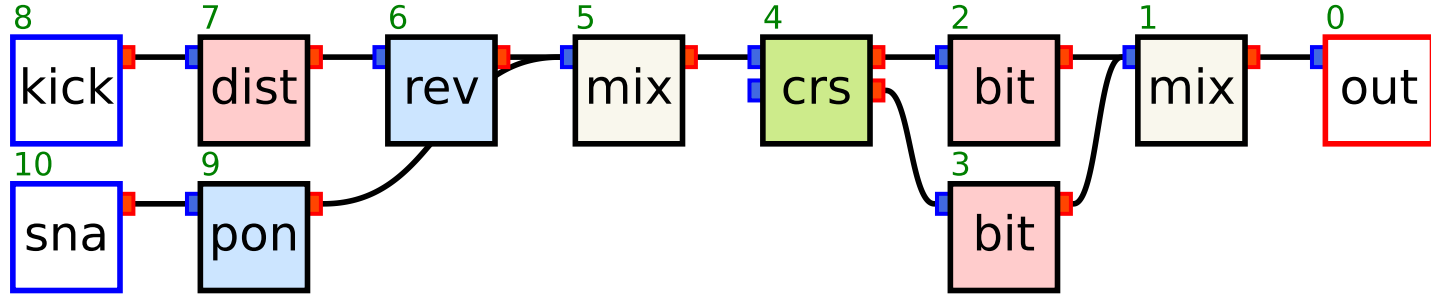 8 7 6 5 4 2 1 0
kick dist rev mix crs bit mix out
10 9 3
sna pon bit